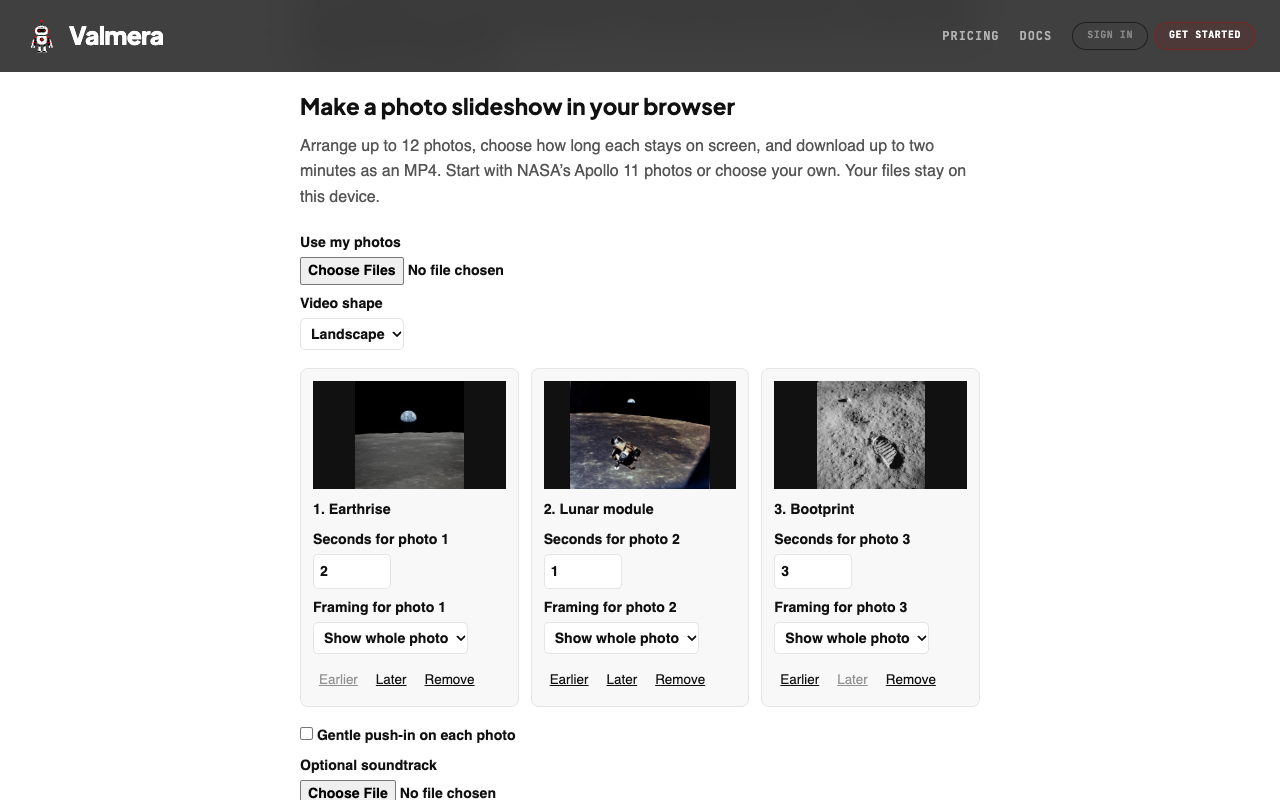 Valmera
PRICING
DOCS
SIGN IN
GET STARTED
Make a photo slideshow in your browser
Arrange up to 12 photos, choose how long each stays on screen, and download up to two
minutes as an MP4. Start with NASA’s Apollo 11 photos or choose your own. Your files stay on
this device.
Use my photos
Choose Files No file chosen
Video shape
Landscape
1. Earthrise
Seconds for photo 1
2
Framing for photo 1
Show whole photo
Earlier Later Remove
2. Lunar module
Seconds for photo 2
1
Framing for photo 2
Show whole photo
Earlier Later Remove
3. Bootprint
Seconds for photo 3
3
Framing for photo 3
Show whole photo
Earlier Later Remove
Gentle push-in on each photo
Optional soundtrack
Choose File No file chosen